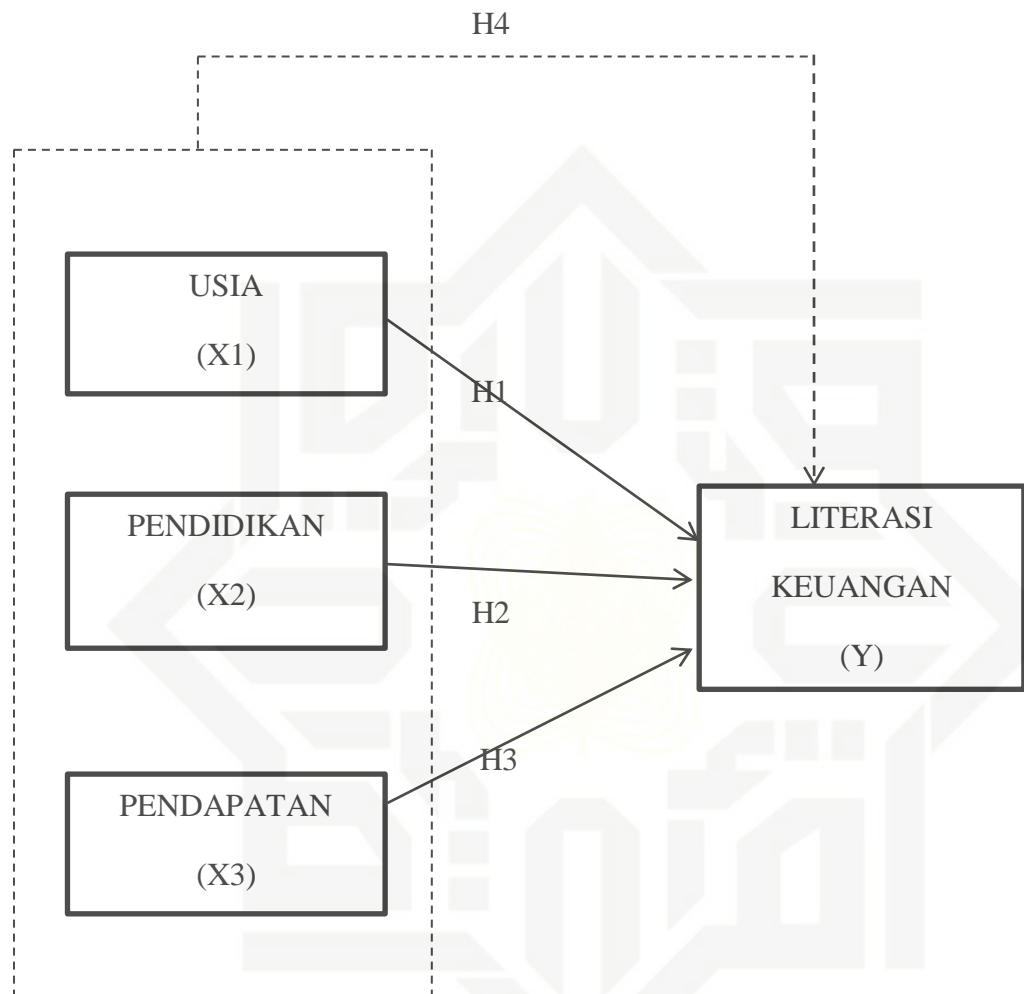 H4
USIA
(X1)
H1
PENDIDIKAN
(X2)
H2
LITERASI
KEUANGAN
(Y)
H3
PENDAPATAN
(X3)